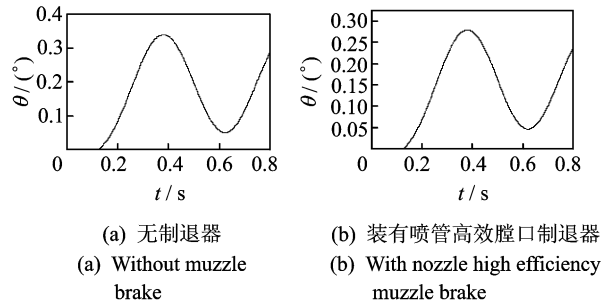 0.4
0.3
0.2
0.1
θ / (°)
0 0.2 0.4 0.6 0.8
t / s
(a) 无制退器
(a) Without muzzle
brake
0.30
0.25
0.20
0.15
0.10
0.05
θ / (°)
0 0.2 0.4 0.6 0.8
t / s
(b) 装有喷管高效膛口制退器
(b) With nozzle high efficiency
muzzle brake